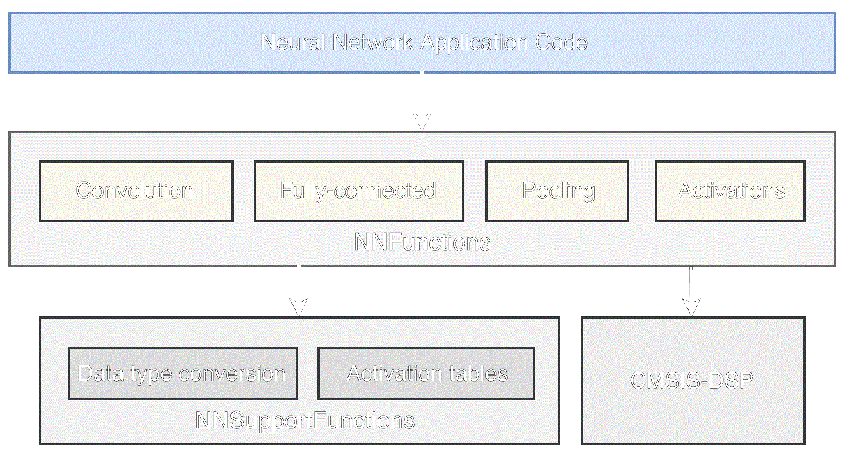 Neural Network Application Code
Convolution
Fully-connected
Pooling
Activations
NNFunctions
Data type conversion
Activation tables
NNSupportFunctions
CMSIS-DSP